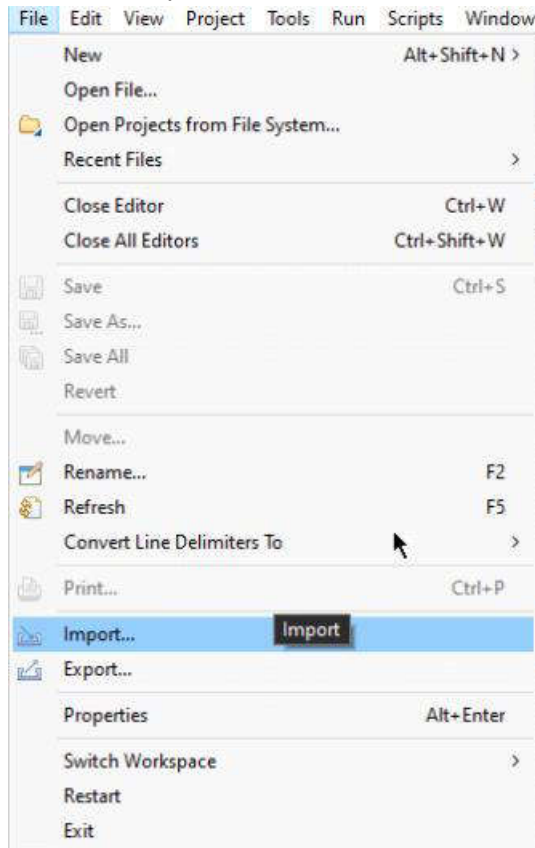 File Edit View Project Tools Run Scripts Window
New Alt+Shift+N >
Open File...
Open Projects from File System...
Recent Files >
Close Editor Ctrl+W
Close All Editors Ctrl+Shift+W
Save Ctrl+S
Save As...
Save All
Revert
Move...
Rename... F2
Refresh F5
Convert Line Delimiters To >
Print... Ctrl+P
Import... Import
Export...
Properties Alt+Enter
Switch Workspace >
Restart
Exit